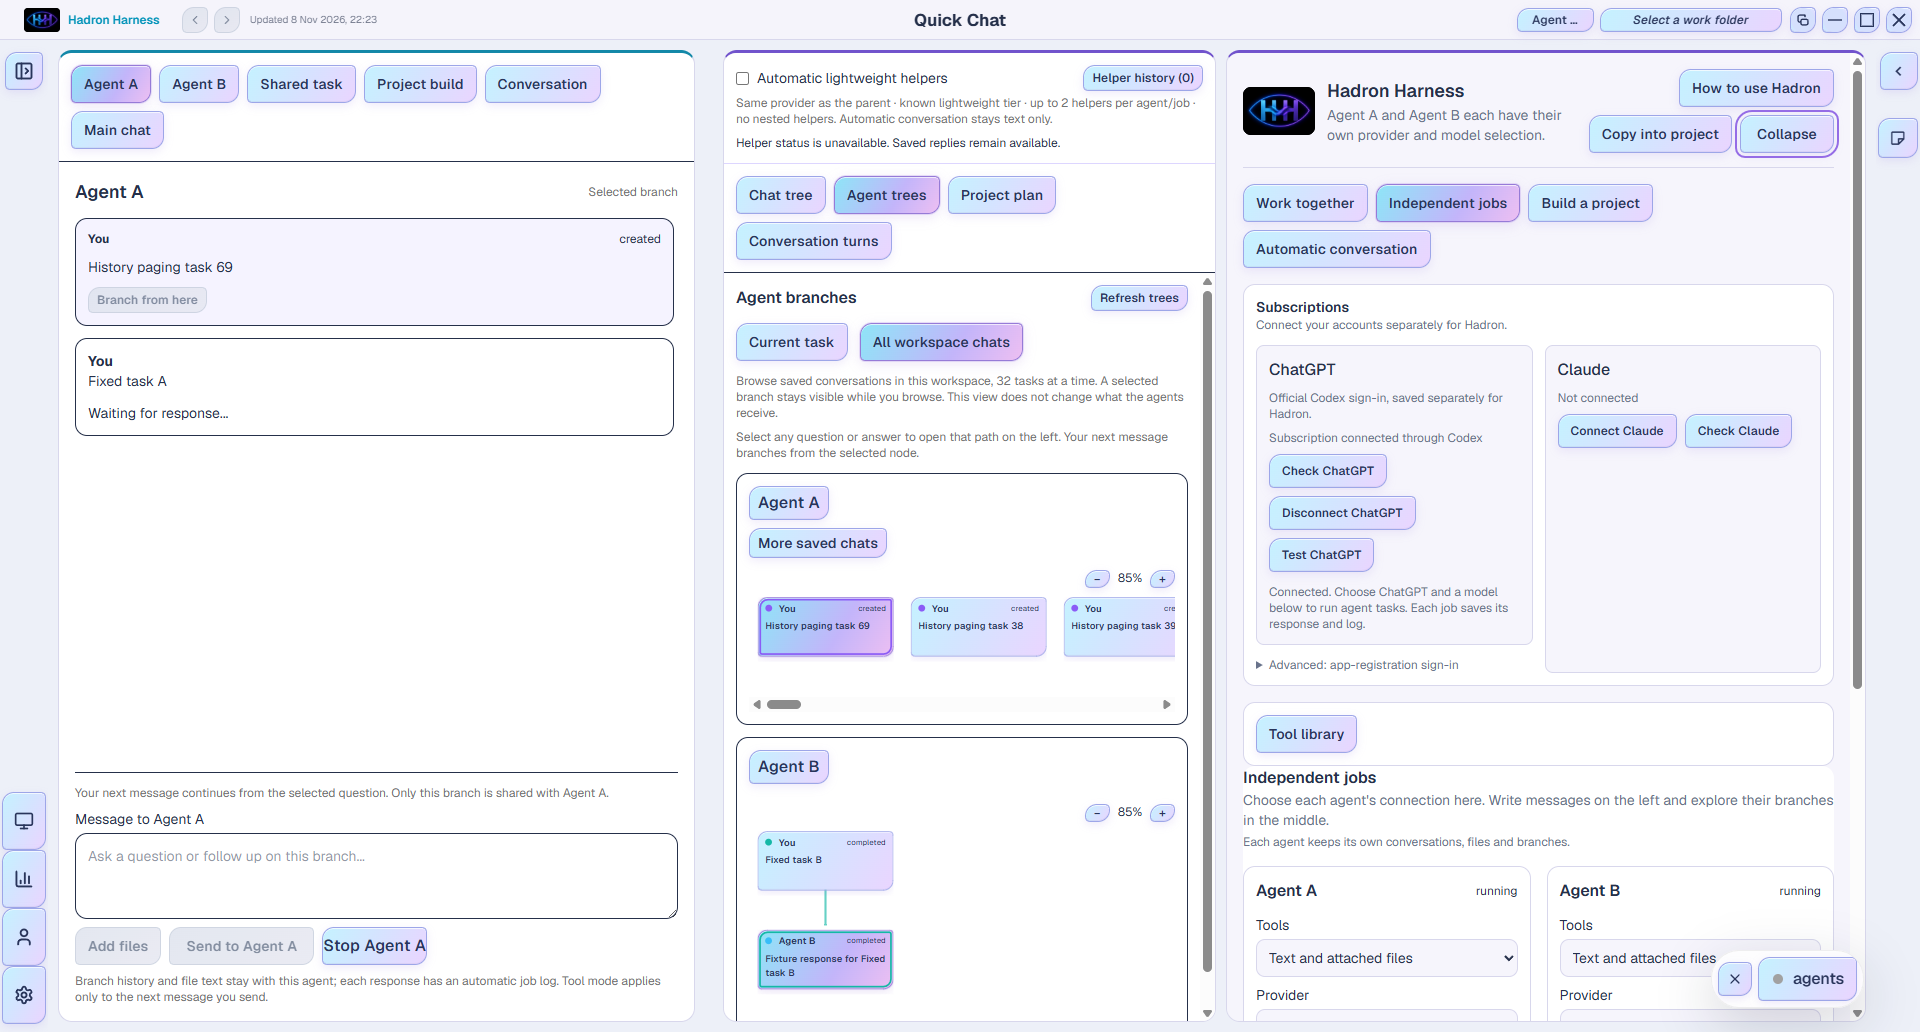 Hadron Harness
Updated 8 Nov 2026, 22:23
Quick Chat
Agent ...
Select a work folder
Agent A
Agent B
Shared task
Project build
Conversation
Main chat
Agent A
Selected branch
You
created
History paging task 69
Branch from here
You
Fixed task A
Waiting for response...
Your next message continues from the selected question. Only this branch is shared with Agent A.
Message to Agent A
Ask a question or follow up on this branch...
Add files
Send to Agent A
Stop Agent A
Branch history and file text stay with this agent; each response has an automatic job log. Tool mode applies
only to the next message you send.
Automatic lightweight helpers
Helper history (0)
Same provider as the parent · known lightweight tier · up to 2 helpers per agent/job ·
no nested helpers. Automatic conversation stays text only.
Helper status is unavailable. Saved replies remain available.
Chat tree
Agent trees
Project plan
Conversation turns
Agent branches
Refresh trees
Current task
All workspace chats
Browse saved conversations in this workspace, 32 tasks at a time. A selected
branch stays visible while you browse. This view does not change what the agents
receive.
Select any question or answer to open that path on the left. Your next message
branches from the selected node.
Agent A
More saved chats
− 85% +
You created
History paging task 69
You created
History paging task 38
You cre
History paging task 39
Agent B
− 85% +
You completed
Fixed task B
Agent B completed
Fixture response for Fixed
task B
Hadron Harness
Agent A and Agent B each have their
own provider and model selection.
How to use Hadron
Copy into project
Collapse
Work together
Independent jobs
Build a project
Automatic conversation
Subscriptions
Connect your accounts separately for Hadron.
ChatGPT
Official Codex sign-in, saved separately for
Hadron.
Subscription connected through Codex
Check ChatGPT
Disconnect ChatGPT
Test ChatGPT
Connected. Choose ChatGPT and a model
below to run agent tasks. Each job saves its
response and log.
Claude
Not connected
Connect Claude
Check Claude
Advanced: app-registration sign-in
Tool library
Independent jobs
Choose each agent's connection here. Write messages on the left and explore their branches
in the middle.
Each agent keeps its own conversations, files and branches.
Agent A
running
Tools
Text and attached files
Provider
Agent B
running
Tools
Text and attached files
Provider
agents